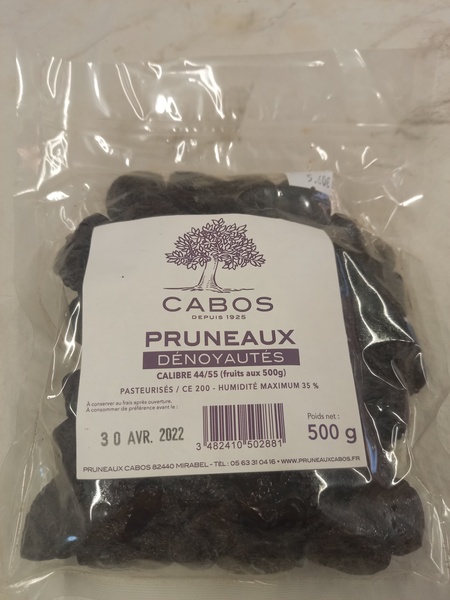 CABOS
DEPUIS 1925
PRUNEAUX
DÉNOYAUTÉS
CALIBRE 44/55 (fruits aux 500g)
PASTEURISÉS / CE 200 - HUMIDITÉ MAXIMUM 35 %
À conserver au frais après ouverture.
À consommer de préférence avant le :
30 AVR. 2022
3 482410 502881
Poids net :
500 g
PRUNEAUX CABOS 82440 MIRABEL - TÉL : 05 63 31 04 16 • WWW.PRUNEAUXCABOS.FR